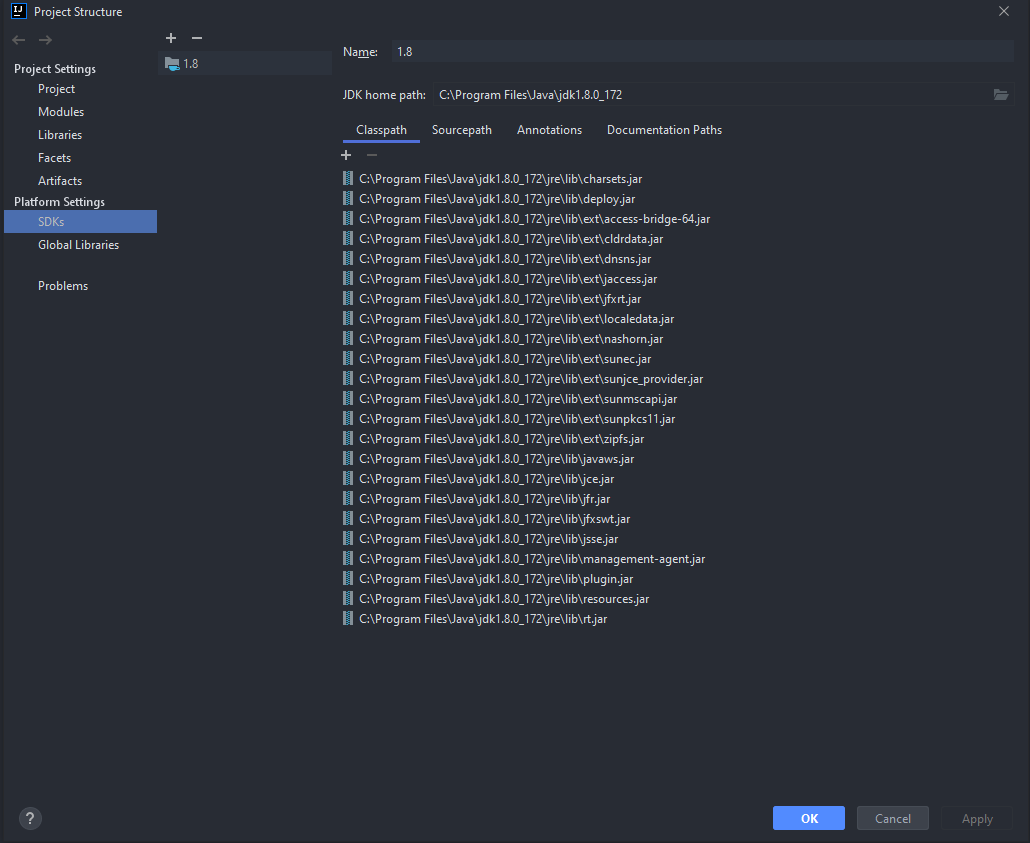 Project Structure
Project Settings
Project
Modules
Libraries
Facets
Artifacts
Platform Settings
SDKs
Global Libraries
Problems
1.8
Name: 1.8
JDK home path: C:\Program Files\Java\jdk1.8.0_172
Classpath Sourcepath Annotations Documentation Paths
C:\Program Files\Java\jdk1.8.0_172\jre\lib\charsets.jar
C:\Program Files\Java\jdk1.8.0_172\jre\lib\deploy.jar
C:\Program Files\Java\jdk1.8.0_172\jre\lib\ext\access-bridge-64.jar
C:\Program Files\Java\jdk1.8.0_172\jre\lib\ext\cldrdata.jar
C:\Program Files\Java\jdk1.8.0_172\jre\lib\ext\dnsns.jar
C:\Program Files\Java\jdk1.8.0_172\jre\lib\ext\jaccess.jar
C:\Program Files\Java\jdk1.8.0_172\jre\lib\ext\jfxrt.jar
C:\Program Files\Java\jdk1.8.0_172\jre\lib\ext\localedata.jar
C:\Program Files\Java\jdk1.8.0_172\jre\lib\ext\nashorn.jar
C:\Program Files\Java\jdk1.8.0_172\jre\lib\ext\sunec.jar
C:\Program Files\Java\jdk1.8.0_172\jre\lib\ext\sunjce_provider.jar
C:\Program Files\Java\jdk1.8.0_172\jre\lib\ext\sunmscapi.jar
C:\Program Files\Java\jdk1.8.0_172\jre\lib\ext\sunpkcs11.jar
C:\Program Files\Java\jdk1.8.0_172\jre\lib\ext\zipfs.jar
C:\Program Files\Java\jdk1.8.0_172\jre\lib\javaws.jar
C:\Program Files\Java\jdk1.8.0_172\jre\lib\jce.jar
C:\Program Files\Java\jdk1.8.0_172\jre\lib\jfr.jar
C:\Program Files\Java\jdk1.8.0_172\jre\lib\jfxswt.jar
C:\Program Files\Java\jdk1.8.0_172\jre\lib\jsse.jar
C:\Program Files\Java\jdk1.8.0_172\jre\lib\management-agent.jar
C:\Program Files\Java\jdk1.8.0_172\jre\lib\plugin.jar
C:\Program Files\Java\jdk1.8.0_172\jre\lib\resources.jar
C:\Program Files\Java\jdk1.8.0_172\jre\lib\rt.jar
? OK Cancel Apply